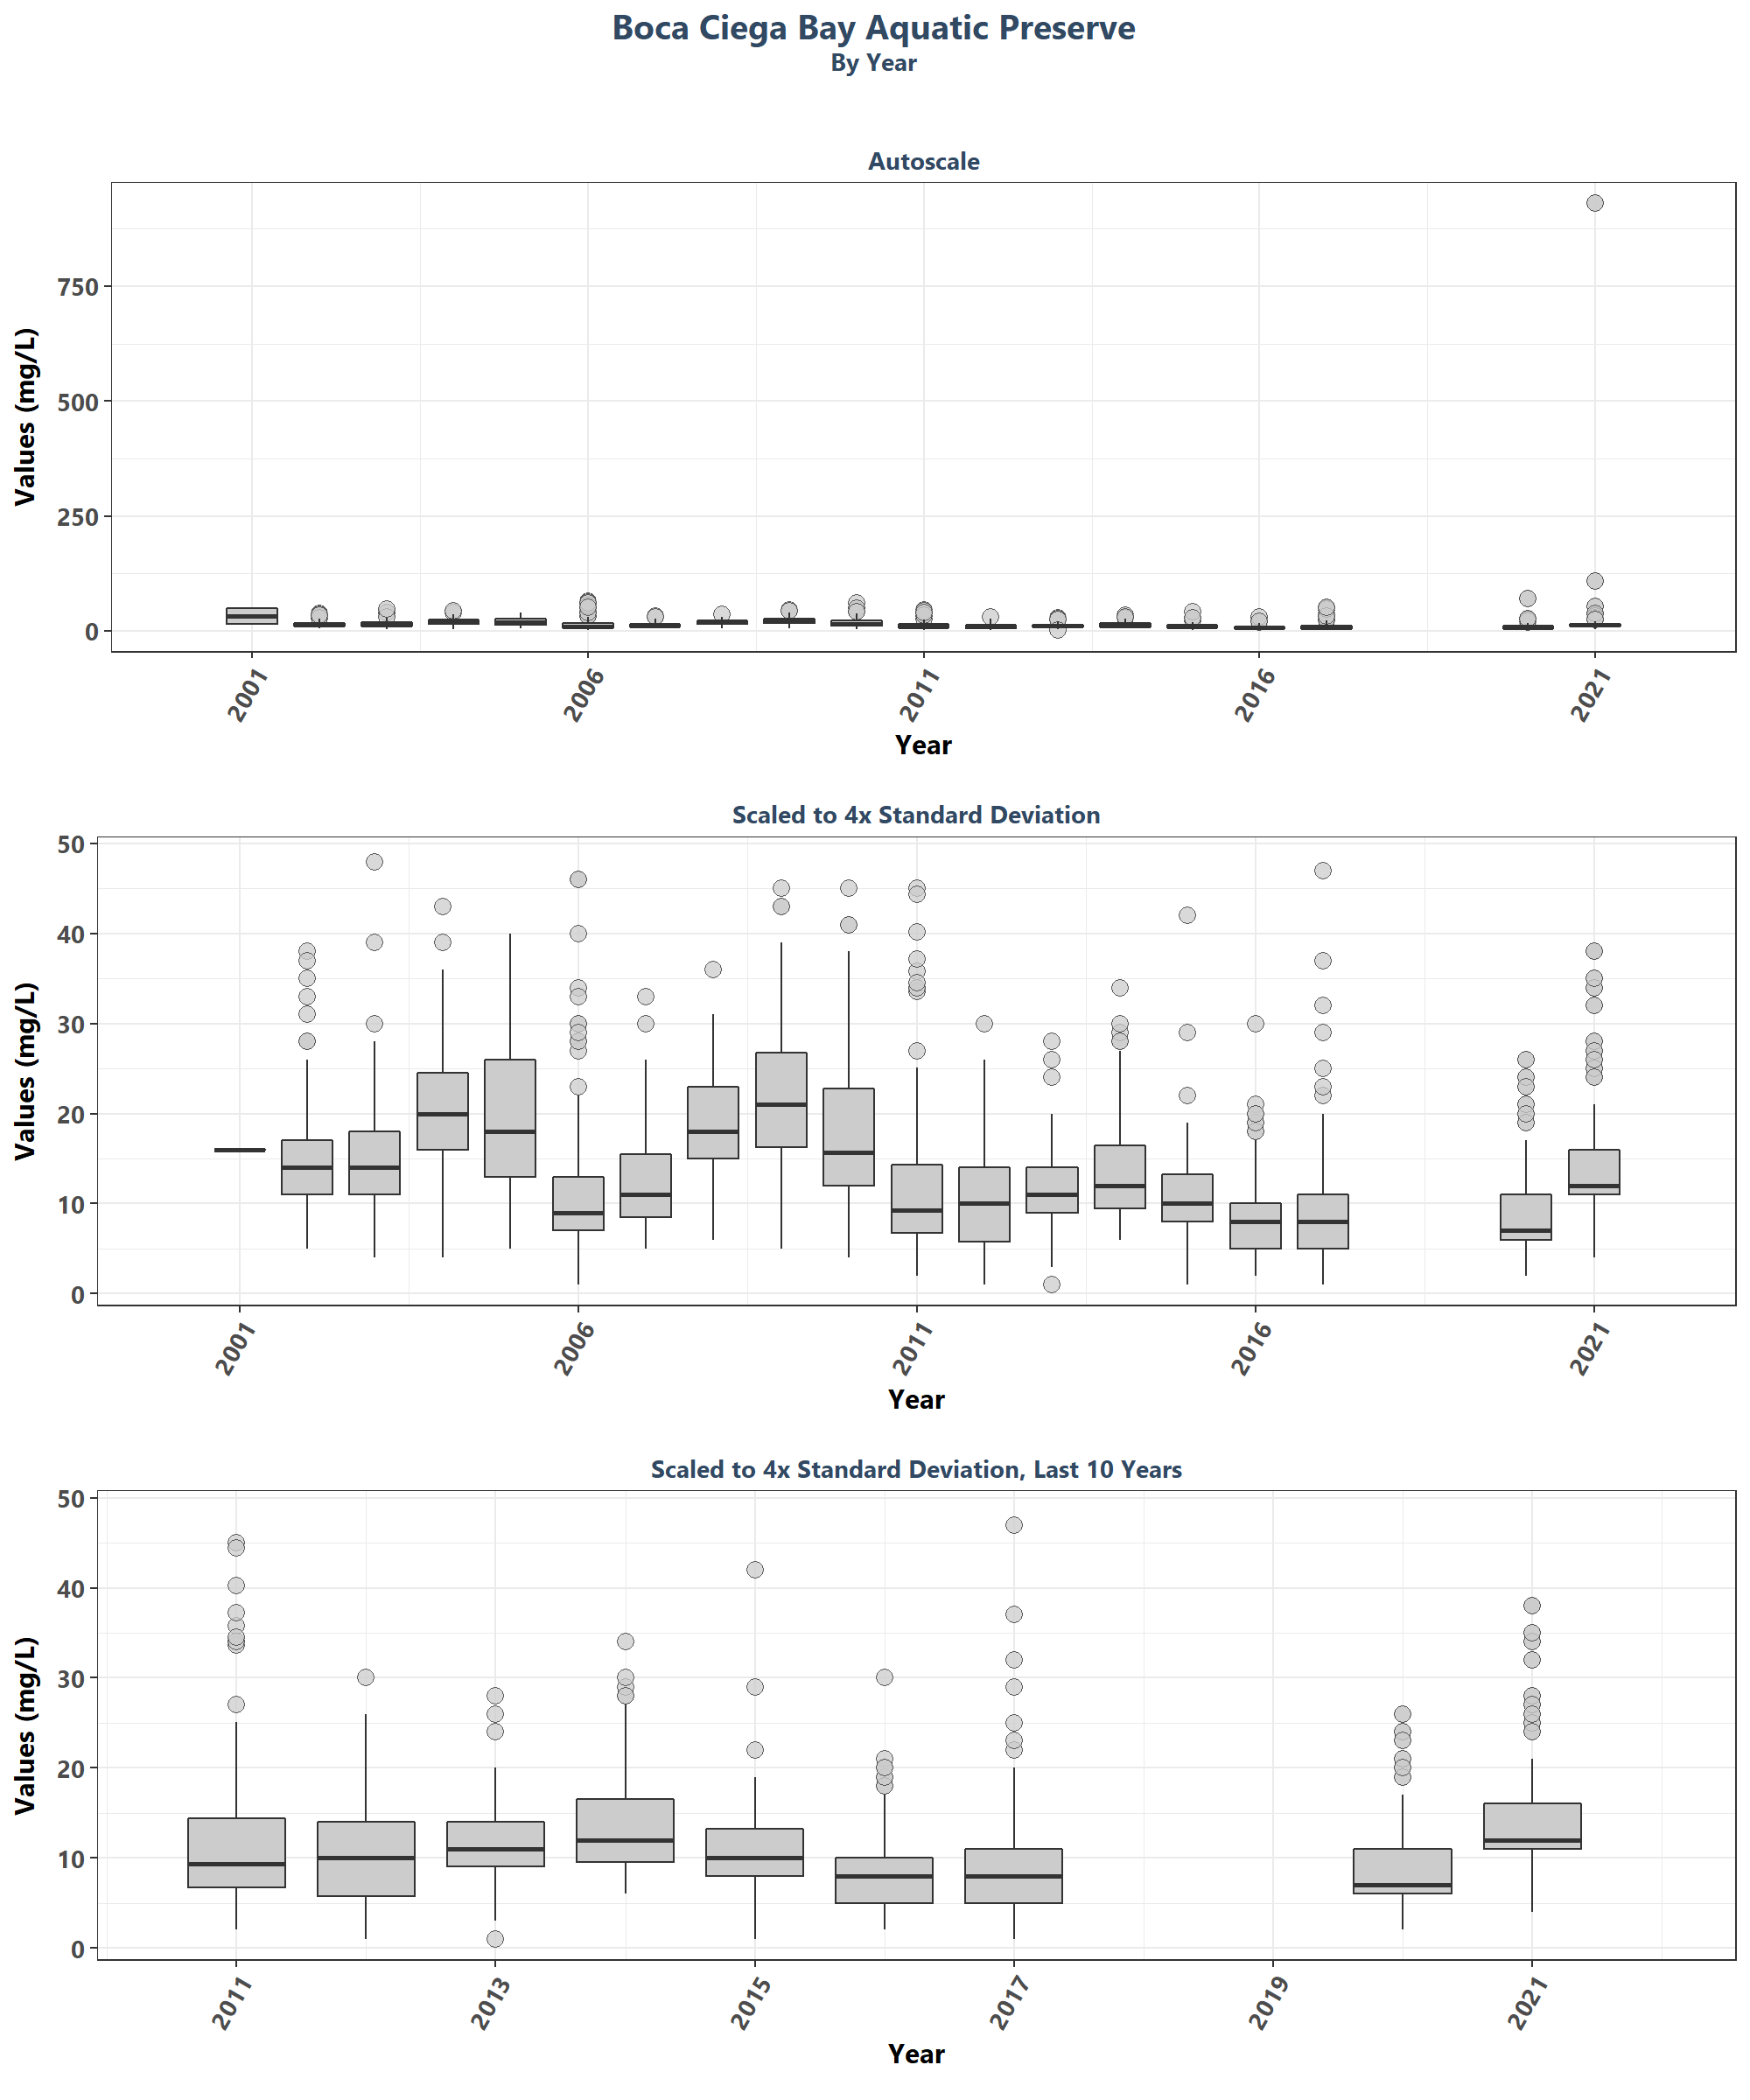 Boca Ciega Bay Aquatic Preserve
By Year
Autoscale
Values (mg/L)
750
500
250
0
2001
2006
2011
2016
2021
Year
Scaled to 4x Standard Deviation
Values (mg/L)
50
40
30
20
10
0
2001
2006
2011
2016
2021
Year
Scaled to 4x Standard Deviation, Last 10 Years
Values (mg/L)
50
40
30
20
10
0
2011
2013
2015
2017
2019
2021
Year